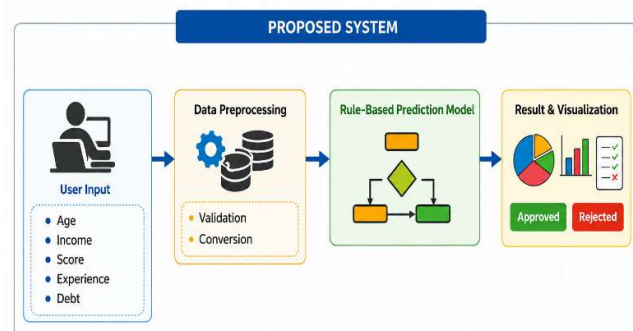 PROPOSED SYSTEM
User Input
Age
Income
Score
Experience
Debt
Data Preprocessing
Validation
Conversion
Rule-Based Prediction Model
Result & Visualization
Approved
Rejected